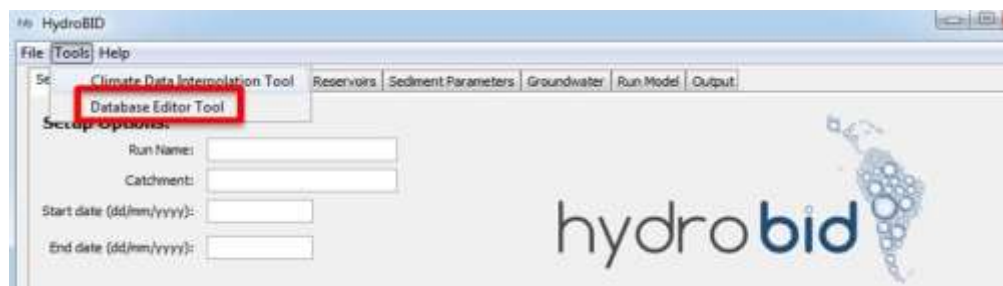 HydroBID
File Tools Help
Se Climate Data Interpolation Tool Reservoirs Sediment Parameters Groundwater Run Model Output
Database Editor Tool
Setup Options:
Run Name:
Catchment:
Start date (dd/mm/yyyy):
End date (dd/mm/yyyy):
hydrobid